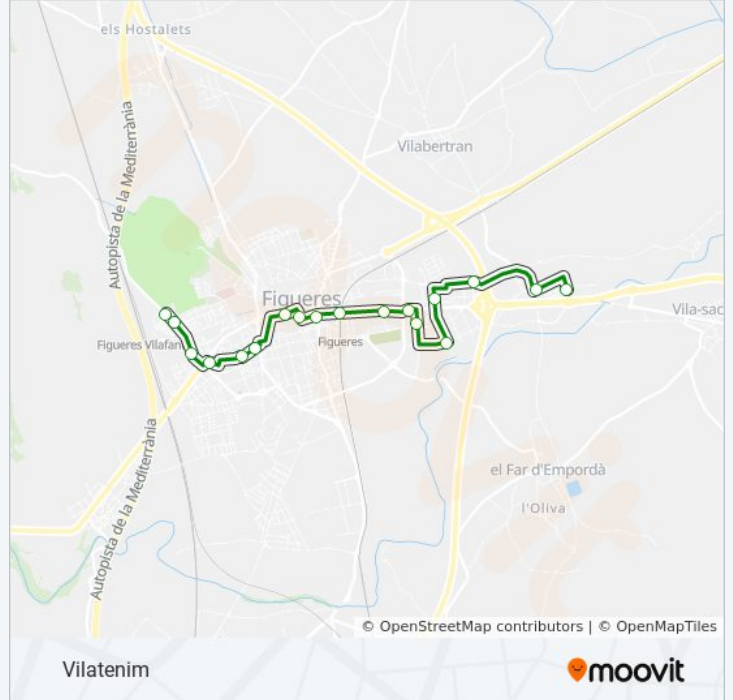 els Hostalets
Autopista de la Mediterrània
Vilabertran
Figueres
Vila-sac
Figueres Vilafan
Figueres
el Far d'Empordà
l'Oliva
Autopista de la Mediterrània
© OpenStreetMap contributors | © OpenMapTiles
Vilatenim
moovit